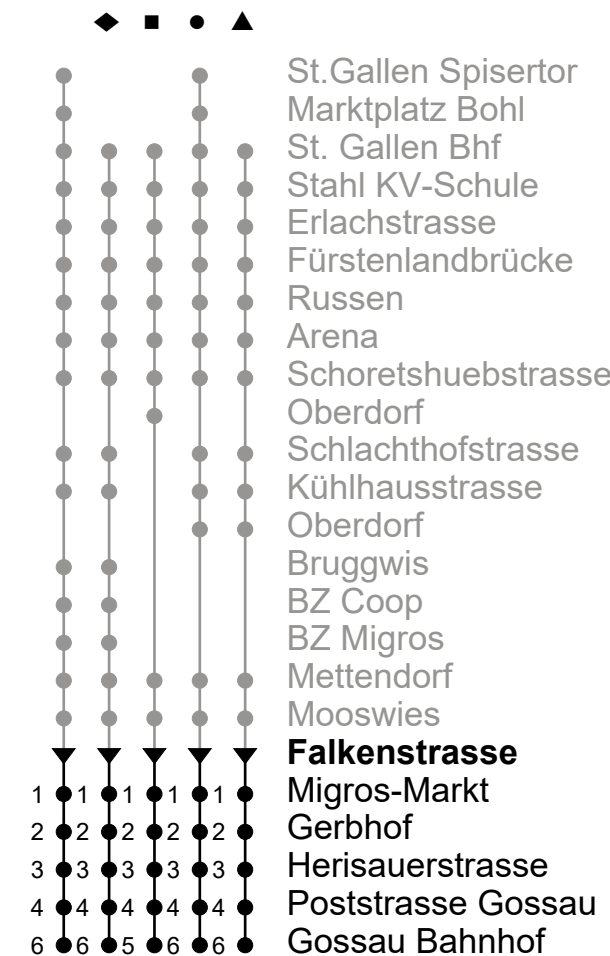 St.Gallen Spisertor
Marktplatz Bohl
St. Gallen Bhf
Stahl KV-Schule
Erlachstrasse
Fürstenlandbrücke
Russen
Arena
Schoretshuebstrasse
Oberdorf
Schlachthofstrasse
Kühlhausstrasse
Oberdorf
Bruggwis
BZ Coop
BZ Migros
Mettendorf
Mooswies
Falkenstrasse
1 1 1 1 1 Migros-Markt
2 2 2 2 2 Gerbhof
3 3 3 3 3 Herisauerstrasse
4 4 4 4 4 Poststrasse Gossau
6 6 5 6 6 Gossau Bahnhof